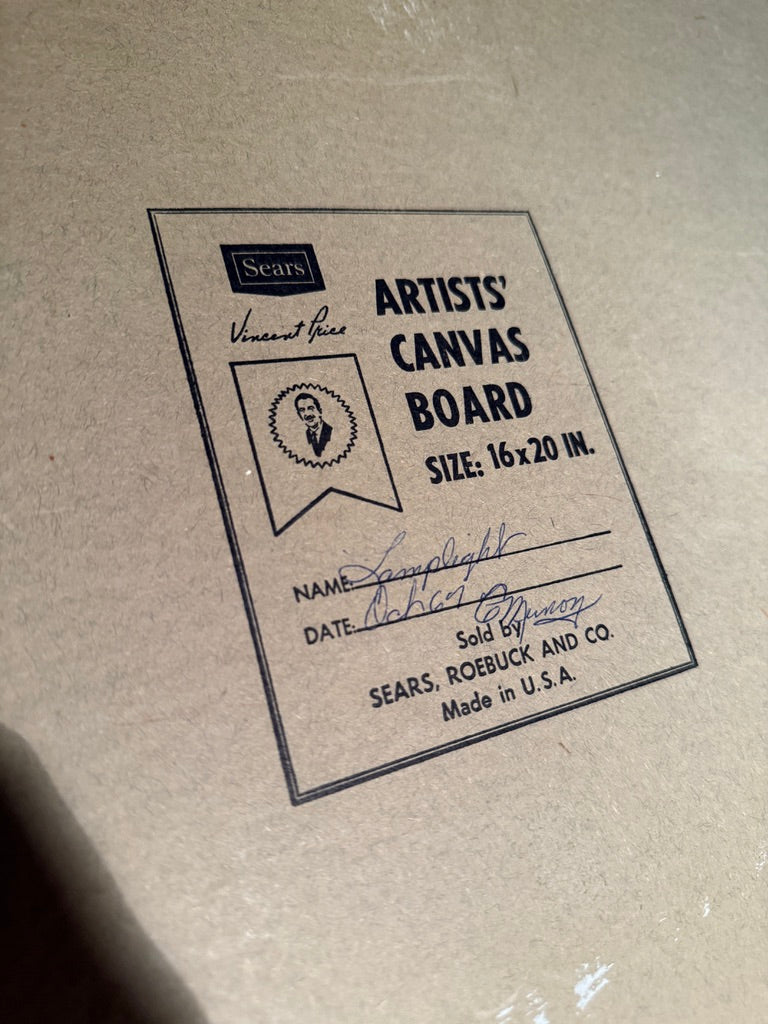 Sears
Vincent Price
ARTISTS'
CANVAS
BOARD
SIZE: 16x20 IN.
NAME: Lamplight
DATE: Oct 67
Sold by
SEARS, ROEBUCK AND CO.
Made in U.S.A.